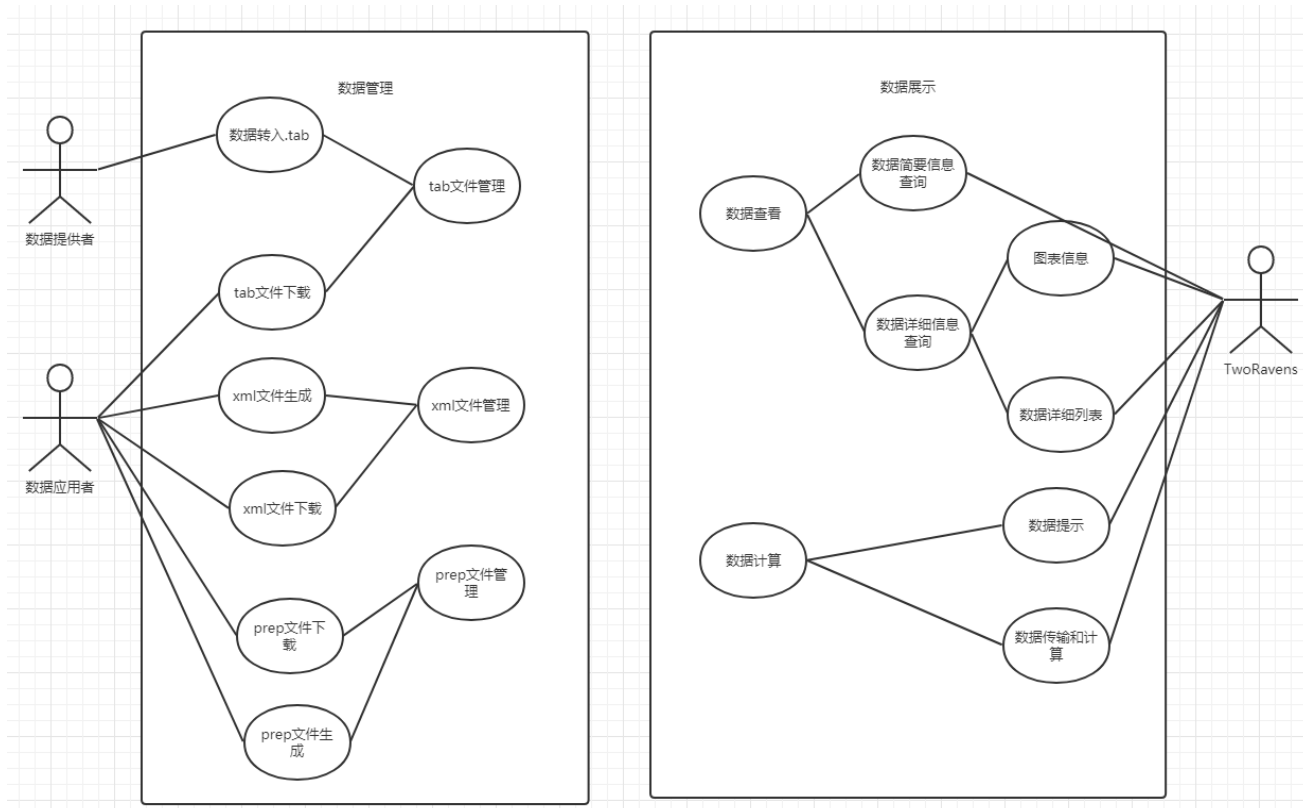 数据管理
数据转入.tab
tab文件管理
数据提供者
tab文件下载
xml文件生成
xml文件管理
数据应用者
xml文件下载
prep文件管
理
prep文件下
载
prep文件生
成
数据展示
数据简要信息
查询
数据查看
图表信息
数据详细信息
查询
TwoRavens
数据详细列表
数据提示
数据计算
数据传输和计
算